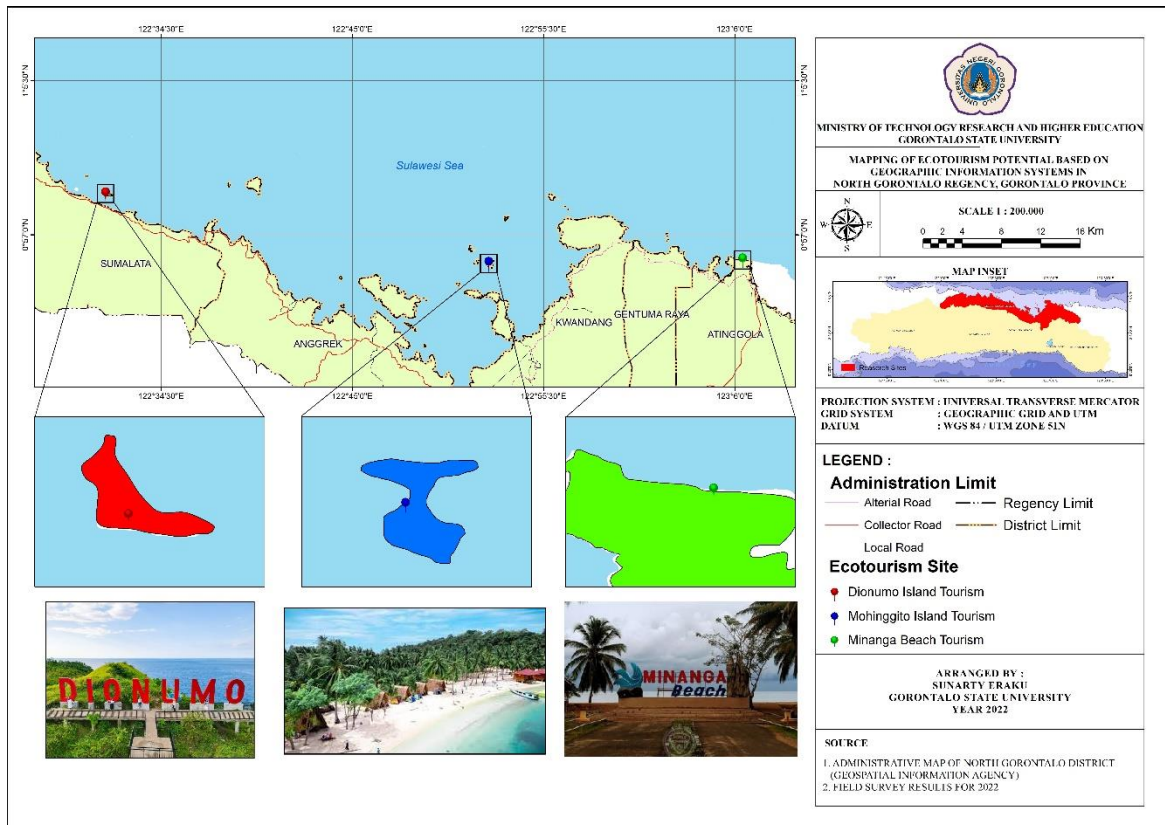 122°34'30"E
122°45'0"E
122°55'30"E
123°6'0"E
1°5'30"N
1°5'30"N
Sulawesi Sea
0°57'0"N
0°57'0"N
SUMALATA
ANGGREK
KWANDANG
GENTUMA RAYA
ATINGGOLA
122°34'30"E
122°45'0"E
122°55'30"E
123°6'0"E
DIONUMO
MINANGA
Beach
UNIVERSITAS NEGERI GORONTALO
MINISTRY OF TECHNOLOGY RESEARCH AND HIGHER EDUCATION
GORONTALO STATE UNIVERSITY
MAPPING OF ECOTOURISM POTENTIAL BASED ON
GEOGRAPHIC INFORMATION SYSTEMS IN
NORTH GORONTALO REGENCY, GORONTALO PROVINCE
N
W E
S
SCALE 1 : 200.000
0 2 4 8 12 16 Km
MAP INSET
Research Sites
PROJECTION SYSTEM : UNIVERSAL TRANSVERSE MERCATOR
GRID SYSTEM : GEOGRAPHIC GRID AND UTM
DATUM : WGS 84 / UTM ZONE 51N
LEGEND :
Administration Limit
Alterial Road
Regency Limit
Collector Road
District Limit
Local Road
Ecotourism Site
Dionumo Island Tourism
Mohinggito Island Tourism
Minanga Beach Tourism
ARRANGED BY :
SUNARTY ERAKU
GORONTALO STATE UNIVERSITY
YEAR 2022
SOURCE
1. ADMINISTRATIVE MAP OF NORTH GORONTALO DISTRICT
(GEOSPATIAL INFORMATION AGENCY)
2. FIELD SURVEY RESULTS FOR 2022